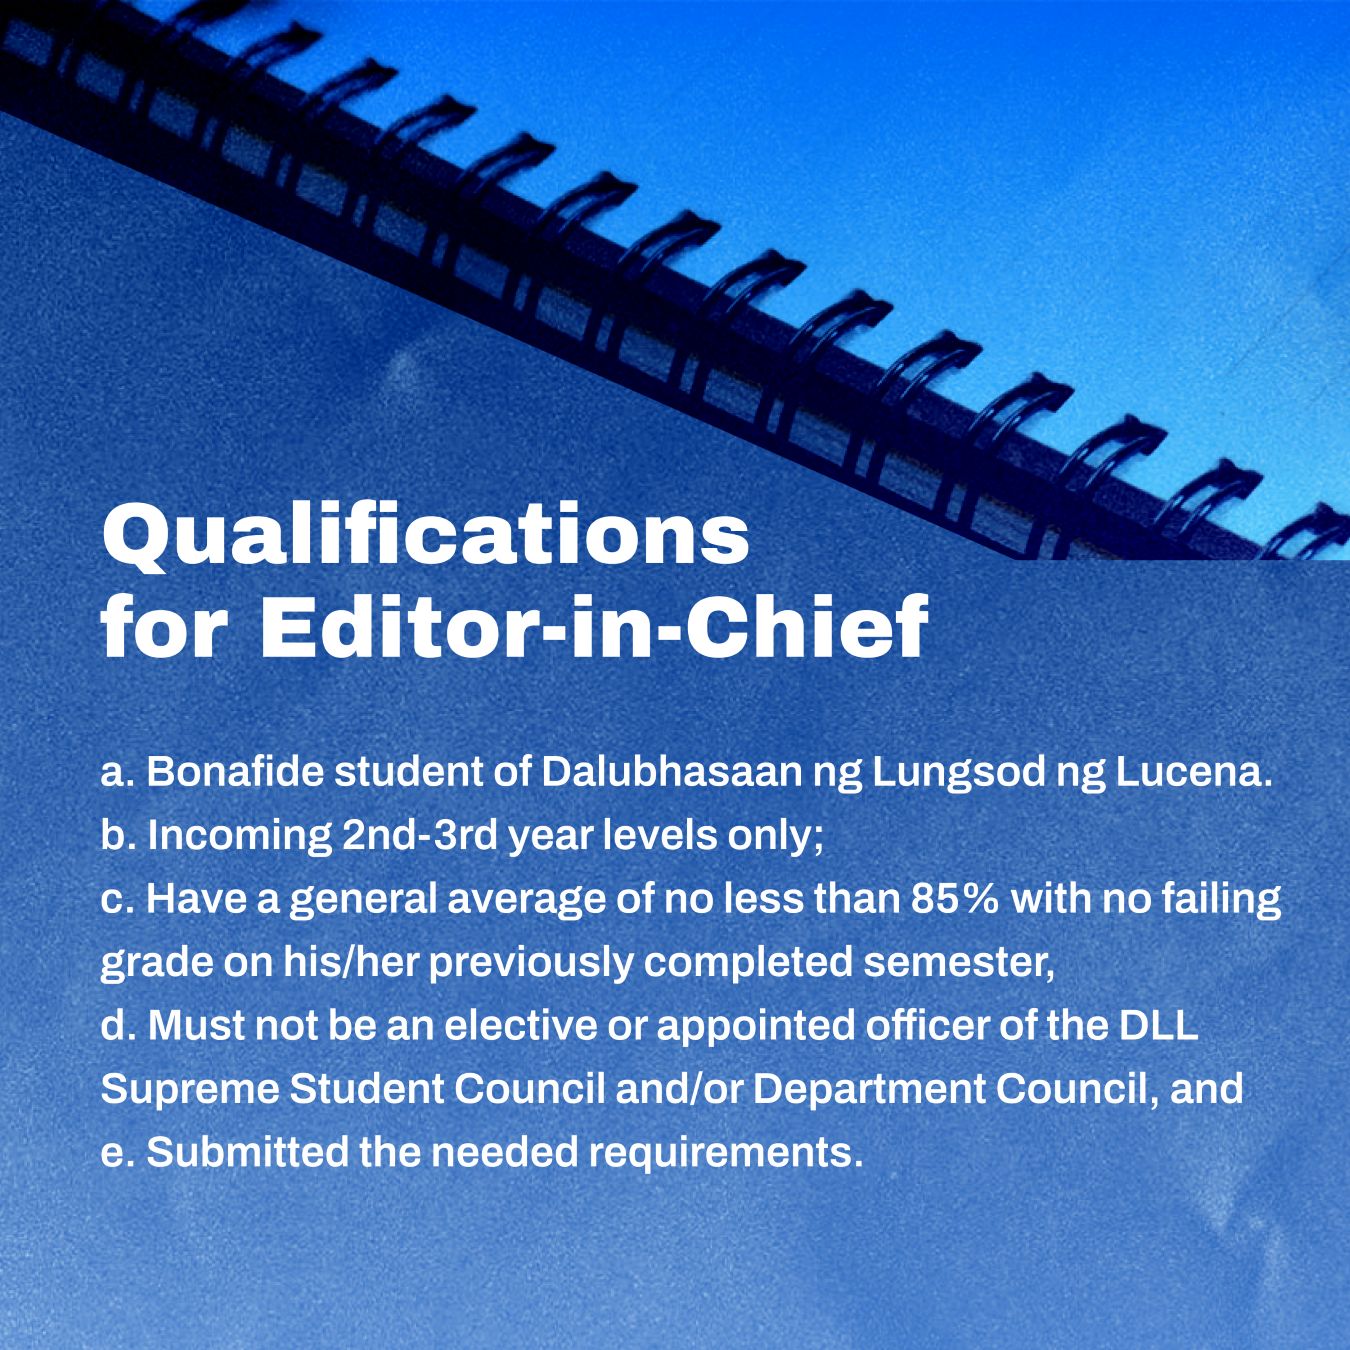 Qualifications
for Editor-in-Chief
a. Bonafide student of Dalubhasaan ng Lungsod ng Lucena.
b. Incoming 2nd-3rd year levels only;
c. Have a general average of no less than 85% with no failing
grade on his/her previously completed semester,
d. Must not be an elective or appointed officer of the DLL
Supreme Student Council and/or Department Council, and
e. Submitted the needed requirements.